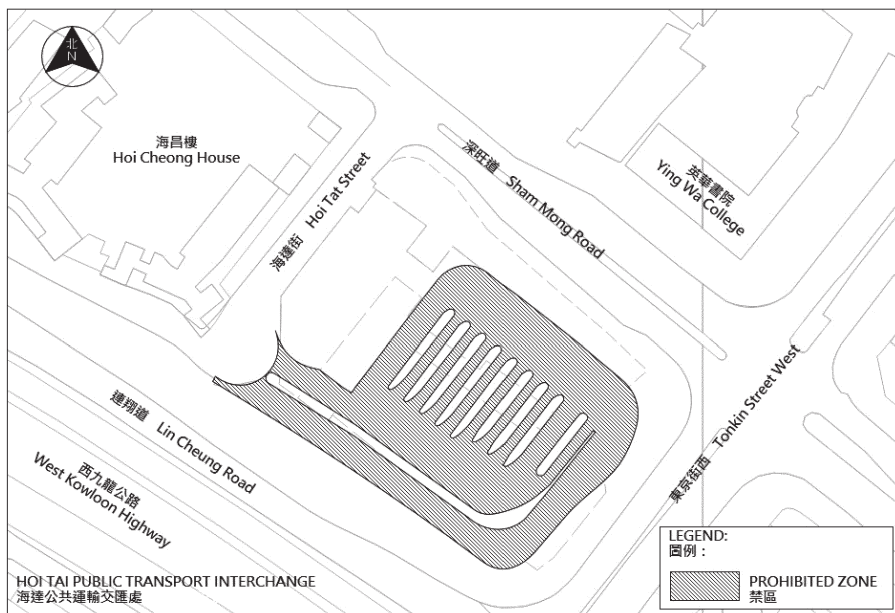 北
N
海昌樓
Hoi Cheong House
海達街 Hoi Tat Street
深旺道 Sham Mong Road
英華書院
Ying Wa College
連翔道 Lin Cheung Road
西九龍公路
West Kowloon Highway
東京街西 Tonkin Street West
HOI TAI PUBLIC TRANSPORT INTERCHANGE
海達公共運輸交匯處
LEGEND:
圖例：
PROHIBITED ZONE
禁區